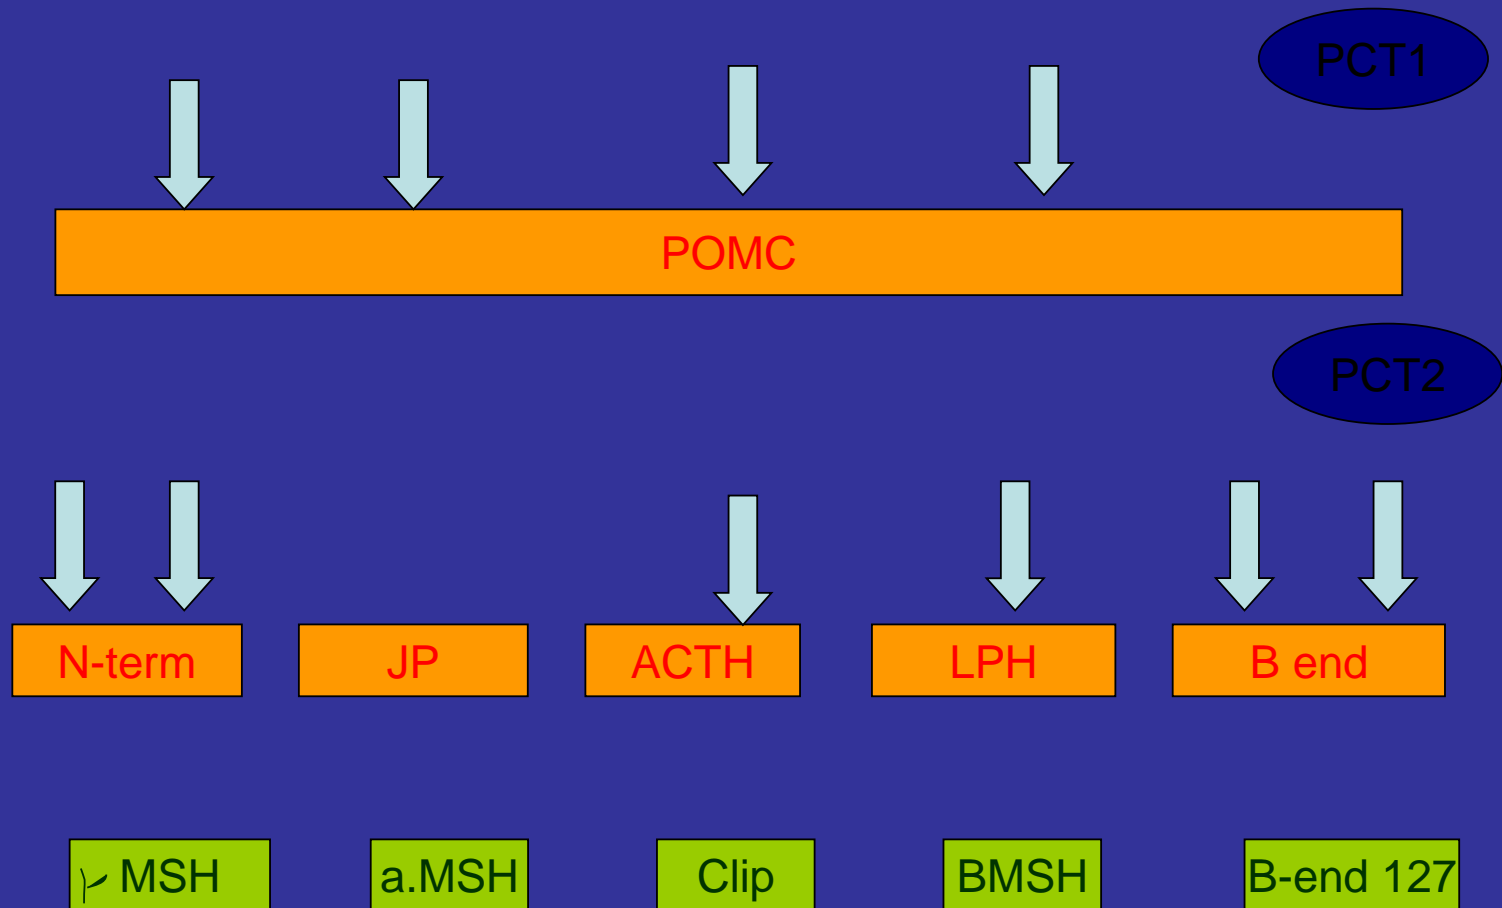 PCT1
POMC
PCT2
N-term
JP
ACTH
LPH
B end
γ MSH
a.MSH
Clip
BMSH
B-end 127